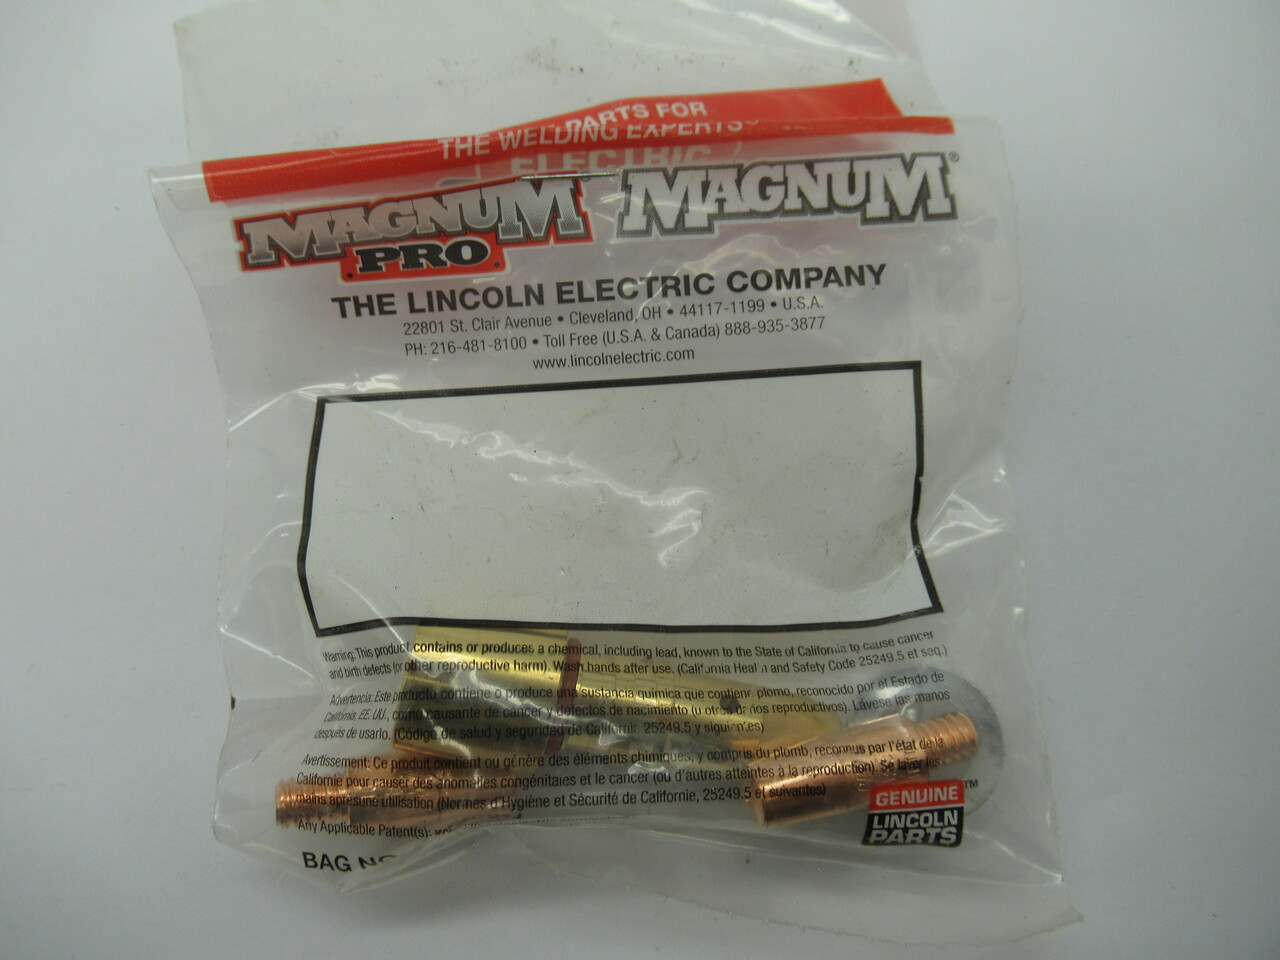 PARTS FOR
THE WELDING EXPERTS
ELECTRIC
MAGNUM
PRO
MAGNUM®
THE LINCOLN ELECTRIC COMPANY
22801 St. Clair Avenue • Cleveland, OH • 44117-1199 • U.S.A.
PH: 216-481-8100 • Toll Free (U.S.A. & Canada) 888-935-3877
www.lincolnelectric.com
Warning: This product contains or produces a chemical, including lead, known to the State of California to cause cancer
and birth defects (or other reproductive harm). Wash hands after use. (California Health and Safety Code 25249.5 et seq.)
Advertencia: Este producto contiene o produce una sustancia quimica que contiene plomo, reconocido por el Estado de
California, EE. UU., como causante de cáncer y defectos de nacimiento (u otros daños reproductivos). Lávese las manos
después de usarlo. (Código de salud y seguridad de California 25249.5 y siguientes)
Avertissement: Ce produit contient ou génère des éléments chimiques, y compris du plomb, reconnus par l'état de la
Californie pour causer des anomalies congénitaies et le cancer (ou d'autres atteintes à la reproduction). Se laver les
mains aprèsune utilisation (Normes d'Hygiène et Sécurité de Californie, 25249.5 et suivantes)
Any Applicable Patent(s):
BAG NO
GENUINE™
LINCOLN
PARTS